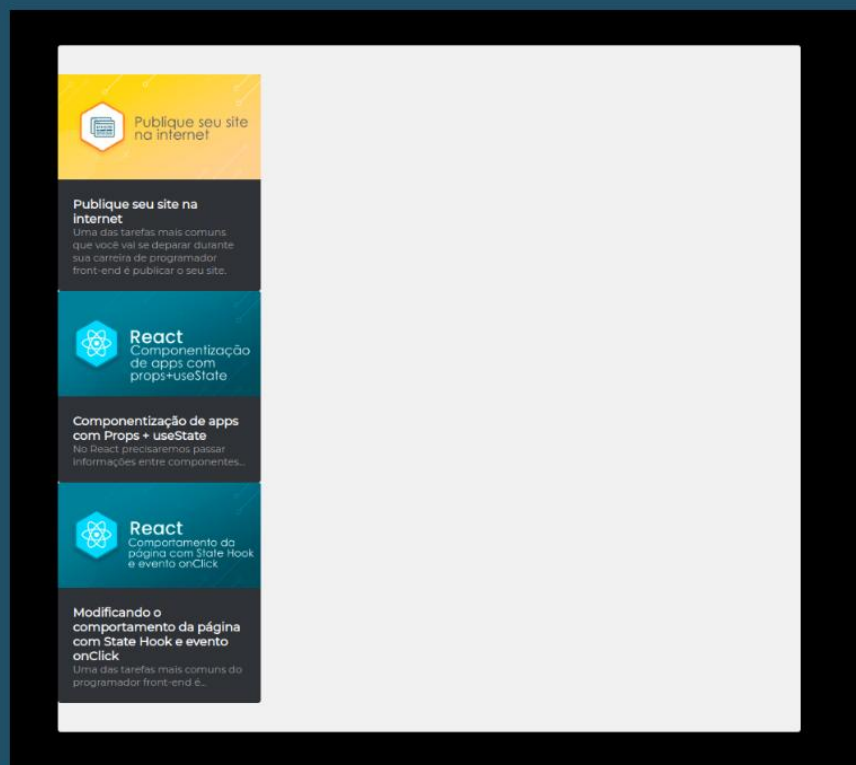 Publique seu site
na internet
Publique seu site na
internet
Uma das tarefas mais comuns
que você vai se deparar durante
sua carreira de programador
front-end é publicar o seu site.
React
Componentização
de apps com
props+useState
Componentização de apps
com Props + useState
No React precisaremos passar
informações entre componentes...
React
Comportamento da
página com State Hook
e evento onClick
Modificando o
comportamento da página
com State Hook e evento
onClick
Uma das tarefas mais comuns do
programador front-end é...